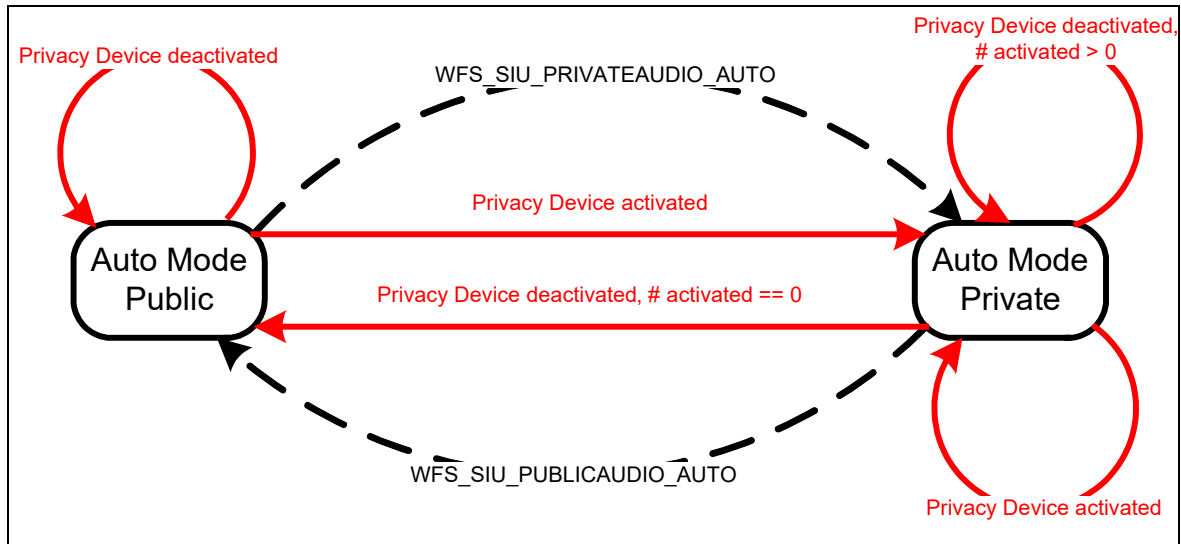 Privacy Device deactivated
Privacy Device deactivated,
# activated > 0
WFS_SIU_PRIVATEAUDIO_AUTO
Privacy Device activated
Auto Mode
Public
Auto Mode
Private
Privacy Device deactivated, # activated == 0
WFS_SIU_PUBLICAUDIO_AUTO
Privacy Device activated